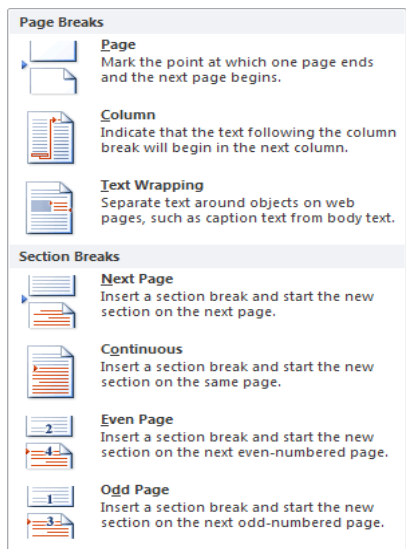 Page Breaks
Page
Mark the point at which one page ends
and the next page begins.
Column
Indicate that the text following the column
break will begin in the next column.
Text Wrapping
Separate text around objects on web
pages, such as caption text from body text.
Section Breaks
Next Page
Insert a section break and start the new
section on the next page.
Continuous
Insert a section break and start the new
section on the same page.
Even Page
Insert a section break and start the new
section on the next even-numbered page.
2
4
Odd Page
Insert a section break and start the new
section on the next odd-numbered page.
1
3